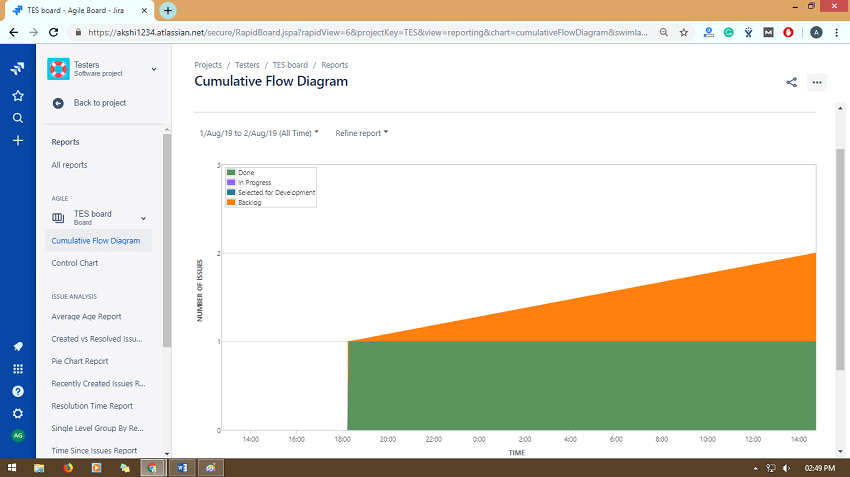 TES board - Agile Board - Jira
https://akshi1234.atlassian.net/secure/RapidBoard.jspa?rapidView=6&projectKey=TES&view=reporting&chart=cumulativeFlowDiagram&swimla...
A
Testers
Software project
Back to project
Reports
All reports
AGILE
TES board
Board
Cumulative Flow Diagram
Control Chart
ISSUE ANALYSIS
Average Age Report
Created vs Resolved Issu...
Pie Chart Report
Recently Created Issues R...
Resolution Time Report
Single Level Group By Re...
Time Since Issues Report
AG
Projects / Testers / TES board / Reports
Cumulative Flow Diagram
1/Aug/19 to 2/Aug/19 (All Time)
Refine report
Done
In Progress
Selected for Development
Backlog
NUMBER OF ISSUES
3
2
1
0
14:00 16:00 18:00 20:00 22:00 0:00 2:00 4:00 6:00 8:00 10:00 12:00 14:00
TIME
02:49 PM